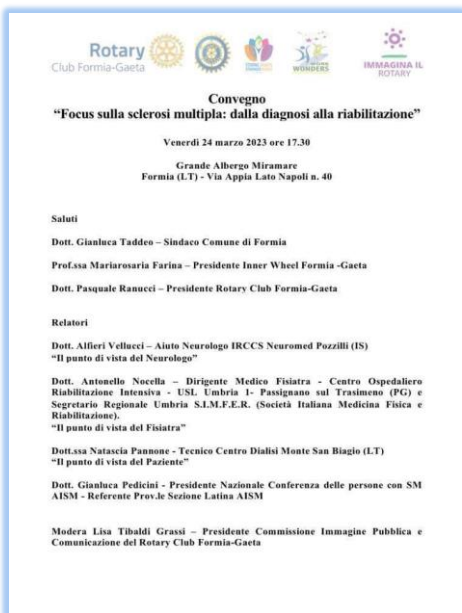 Rotary
Club Formia-Gaeta
WONDERS
IMMAGINA IL
ROTARY
Convegno
“Focus sulla sclerosi multipla: dalla diagnosi alla riabilitazione”
Venerdì 24 marzo 2023 ore 17.30
Grande Albergo Miramare
Formia (LT) - Via Appia Lato Napoli n. 40
Saluti
Dott. Gianluca Taddeo – Sindaco Comune di Formia
Prof.ssa Mariarosaria Farina – Presidente Inner Wheel Formia -Gaeta
Dott. Pasquale Ranucci – Presidente Rotary Club Formia-Gaeta
Relatori
Dott. Alfieri Vellucci – Aiuto Neurologo IRCCS Neuromed Pozzilli (IS)
“Il punto di vista del Neurologo”
Dott. Antonello Nocella – Dirigente Medico Fisiatra - Centro Ospedaliero
Riabilitazione Intensiva - USL Umbria 1- Passignano sul Trasimeno (PG) e
Segretario Regionale Umbria S.I.M.F.E.R. (Società Italiana Medicina Fisica e
Riabilitazione).
“Il punto di vista del Fisiatra”
Dott.ssa Natascia Pannone - Tecnico Centro Dialisi Monte San Biagio (LT)
“Il punto di vista del Paziente”
Dott. Gianluca Pedicini - Presidente Nazionale Conferenza delle persone con SM
AISM - Referente Prov.le Sezione Latina AISM
Modera Lisa Tibaldi Grassi – Presidente Commissione Immagine Pubblica e
Comunicazione del Rotary Club Formia-Gaeta